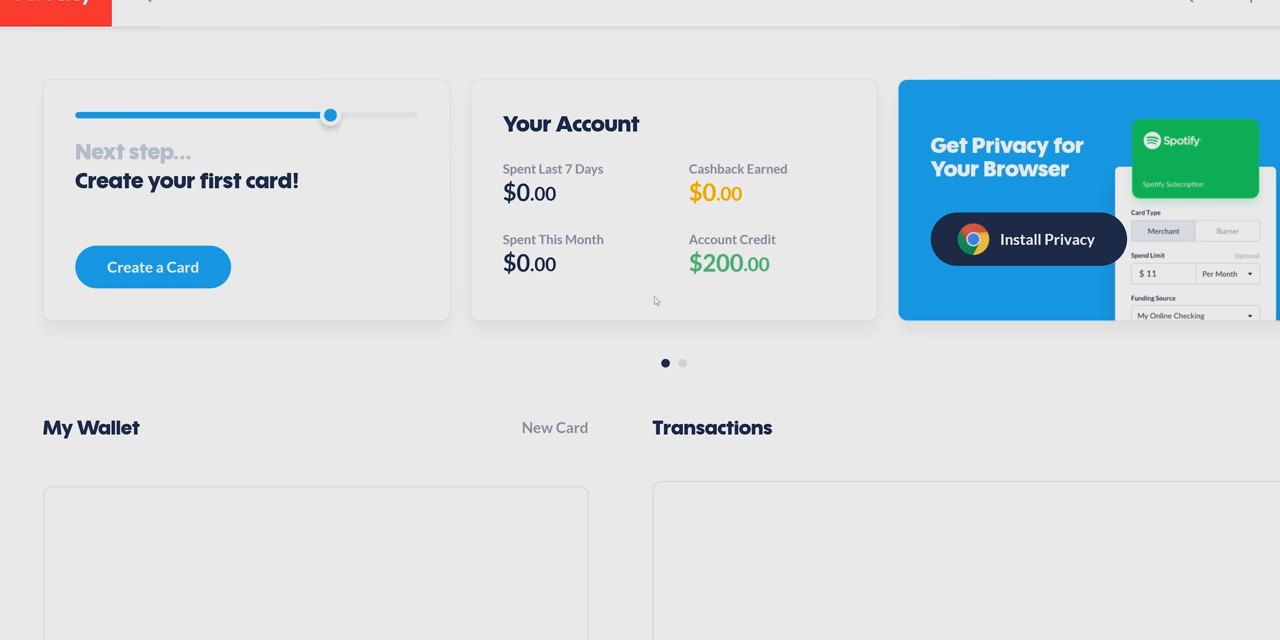 Next step...
Create your first card!
Create a Card
Your Account
Spent Last 7 Days
$0.00
Cashback Earned
$0.00
Spent This Month
$0.00
Account Credit
$200.00
Get Privacy for
Your Browser
Install Privacy
Spotify
Spotify Subscription
Card Type
Merchant
Burner
Spend Limit
Optional
$ 11
Per Month
Funding Source
My Online Checking
My Wallet
New Card
Transactions